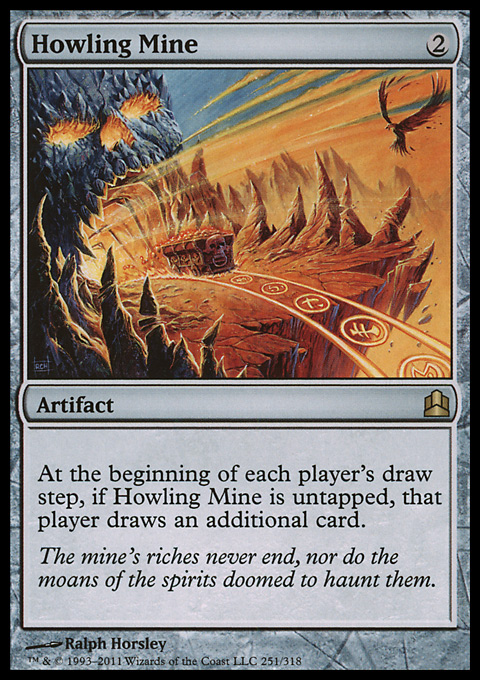 Howling Mine 2
RCH
Artifact
At the beginning of each player's draw
step, if Howling Mine is untapped, that
player draws an additional card.
The mine's riches never end, nor do the
moans of the spirits doomed to haunt them.
Ralph Horsley
™ & © 1993–2011 Wizards of the Coast LLC 251/318